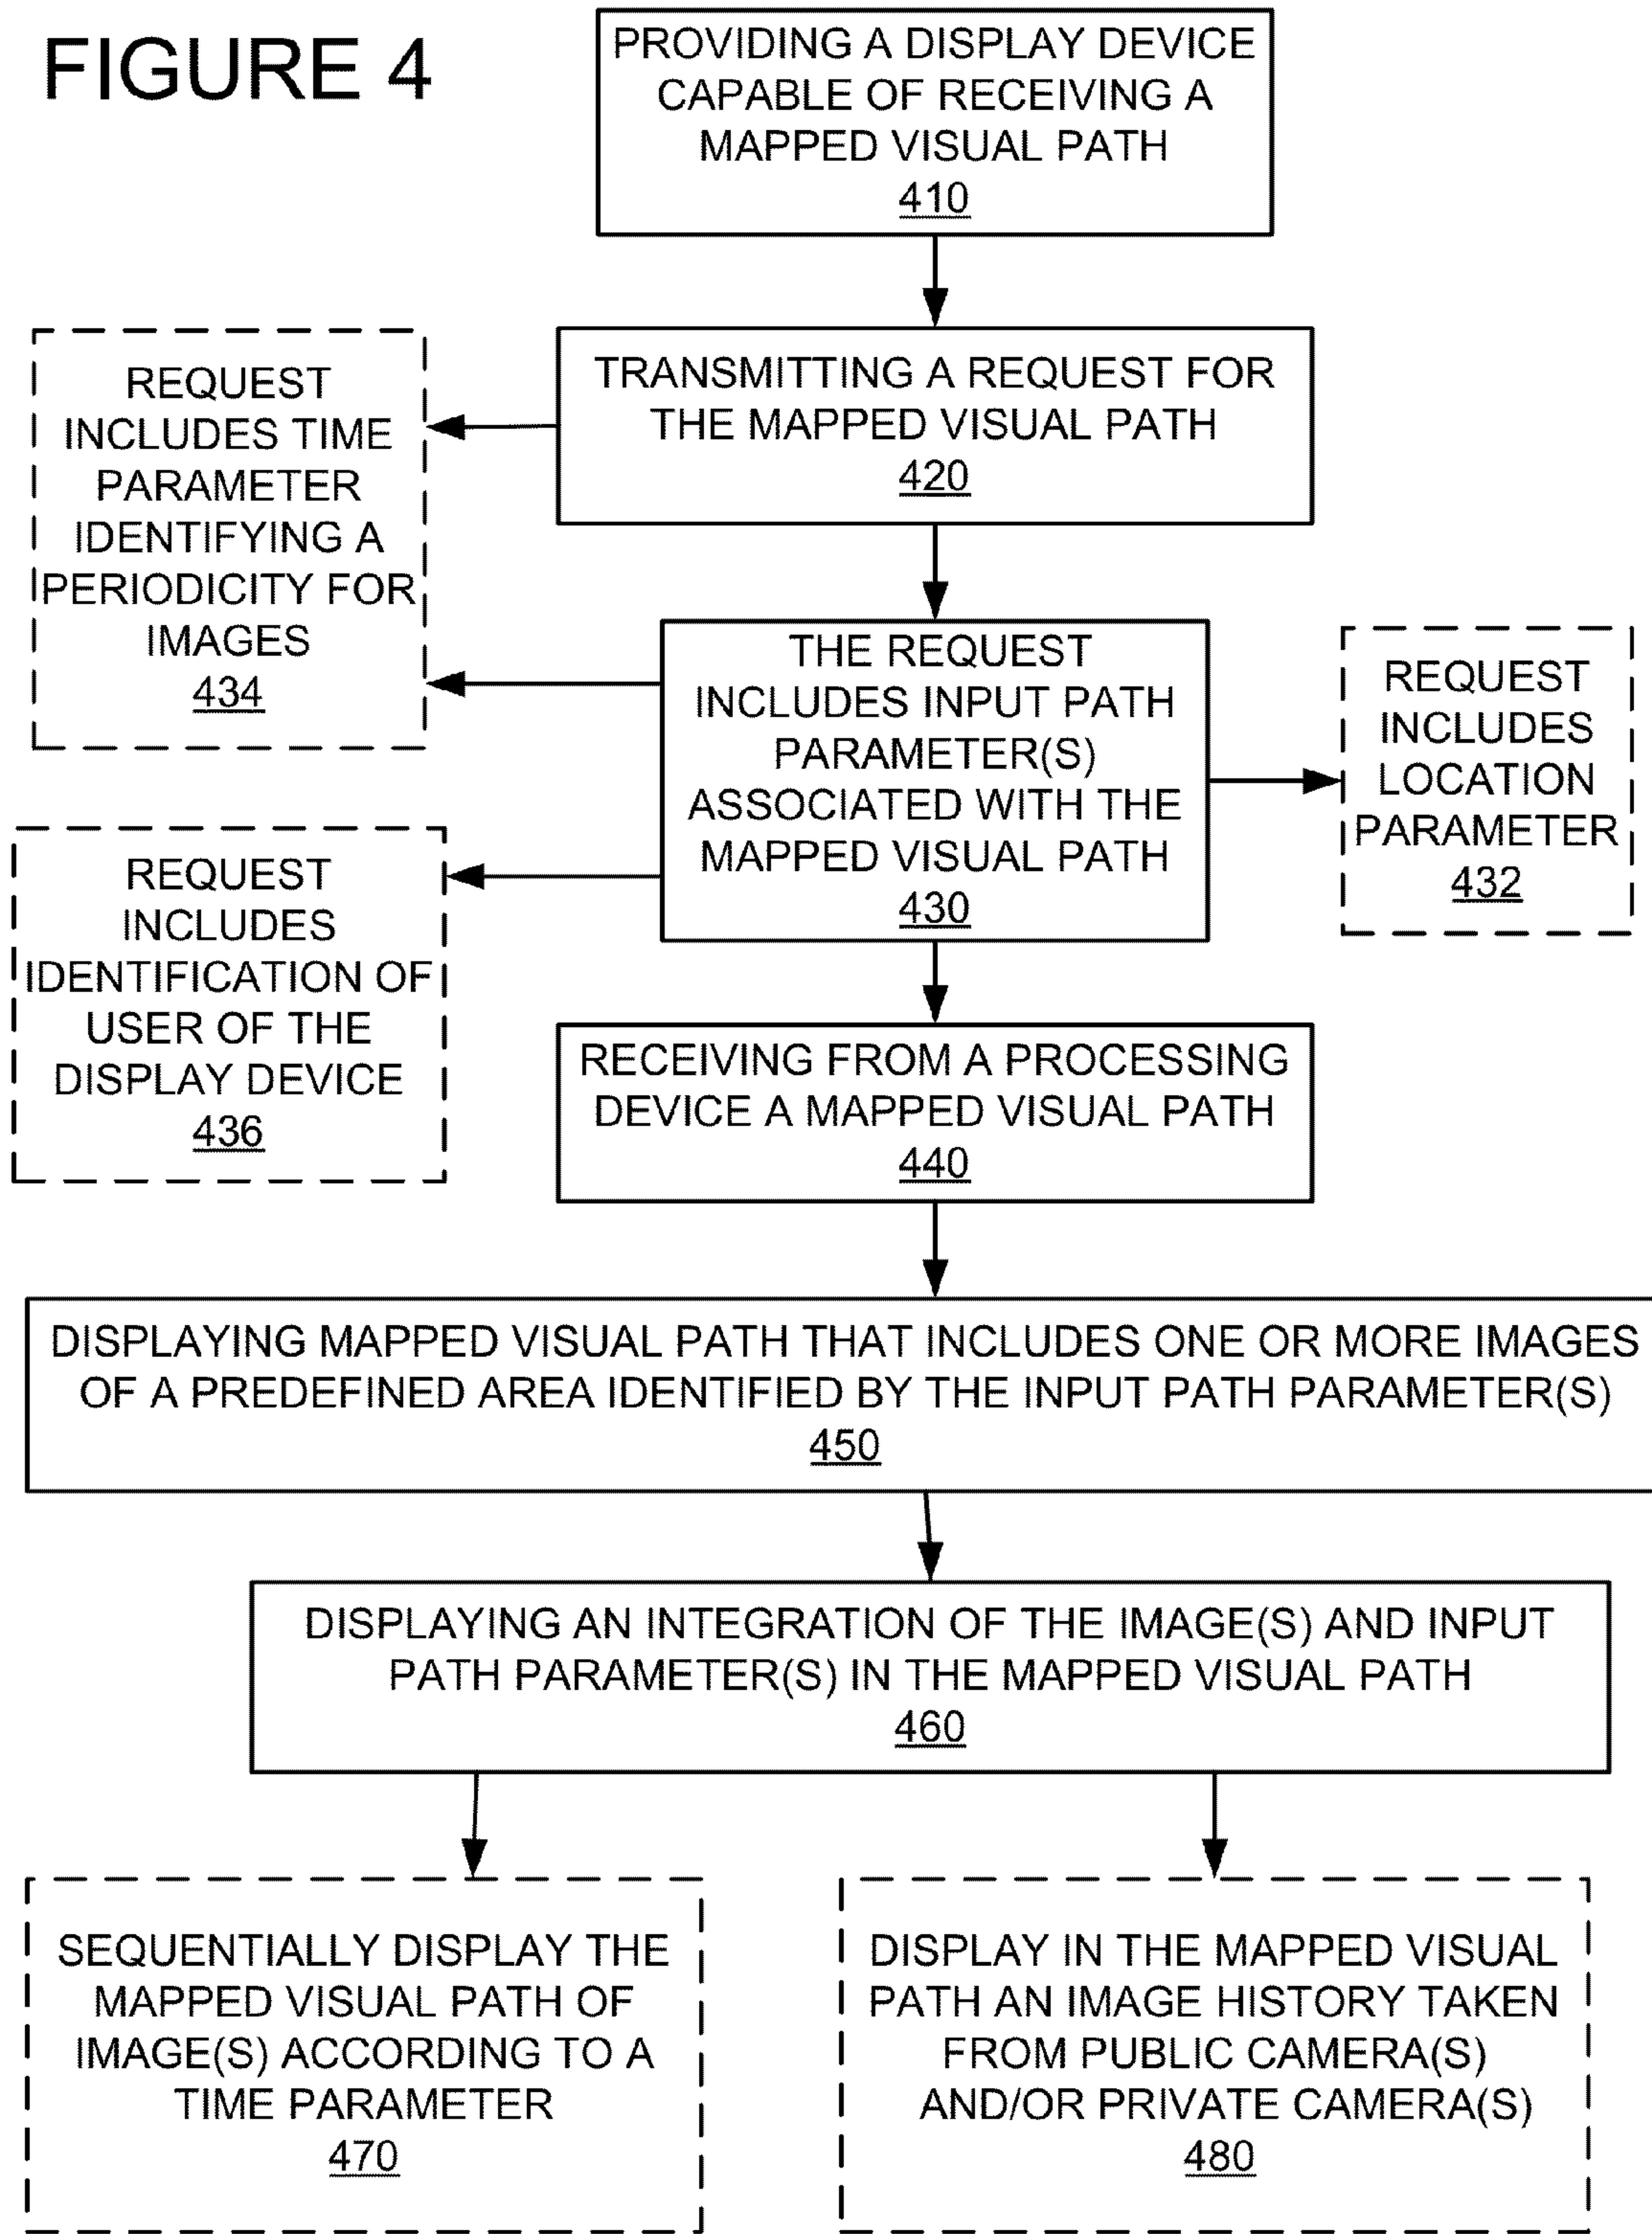 FIGURE 4
PROVIDING A DISPLAY DEVICE
CAPABLE OF RECEIVING A
MAPPED VISUAL PATH
410
TRANSMITTING A REQUEST FOR
THE MAPPED VISUAL PATH
420
REQUEST
INCLUDES TIME
PARAMETER
IDENTIFYING A
PERIODICITY FOR
IMAGES
434
THE REQUEST
INCLUDES INPUT PATH
PARAMETER(S)
ASSOCIATED WITH THE
MAPPED VISUAL PATH
430
REQUEST
INCLUDES
LOCATION
PARAMETER
432
REQUEST
INCLUDES
IDENTIFICATION OF
USER OF THE
DISPLAY DEVICE
436
RECEIVING FROM A PROCESSING
DEVICE A MAPPED VISUAL PATH
440
DISPLAYING MAPPED VISUAL PATH THAT INCLUDES ONE OR MORE IMAGES
OF A PREDEFINED AREA IDENTIFIED BY THE INPUT PATH PARAMETER(S)
450
DISPLAYING AN INTEGRATION OF THE IMAGE(S) AND INPUT
PATH PARAMETER(S) IN THE MAPPED VISUAL PATH
460
SEQUENTIALLY DISPLAY THE
MAPPED VISUAL PATH OF
IMAGE(S) ACCORDING TO A
TIME PARAMETER
470
DISPLAY IN THE MAPPED VISUAL
PATH AN IMAGE HISTORY TAKEN
FROM PUBLIC CAMERA(S)
AND/OR PRIVATE CAMERA(S)
480